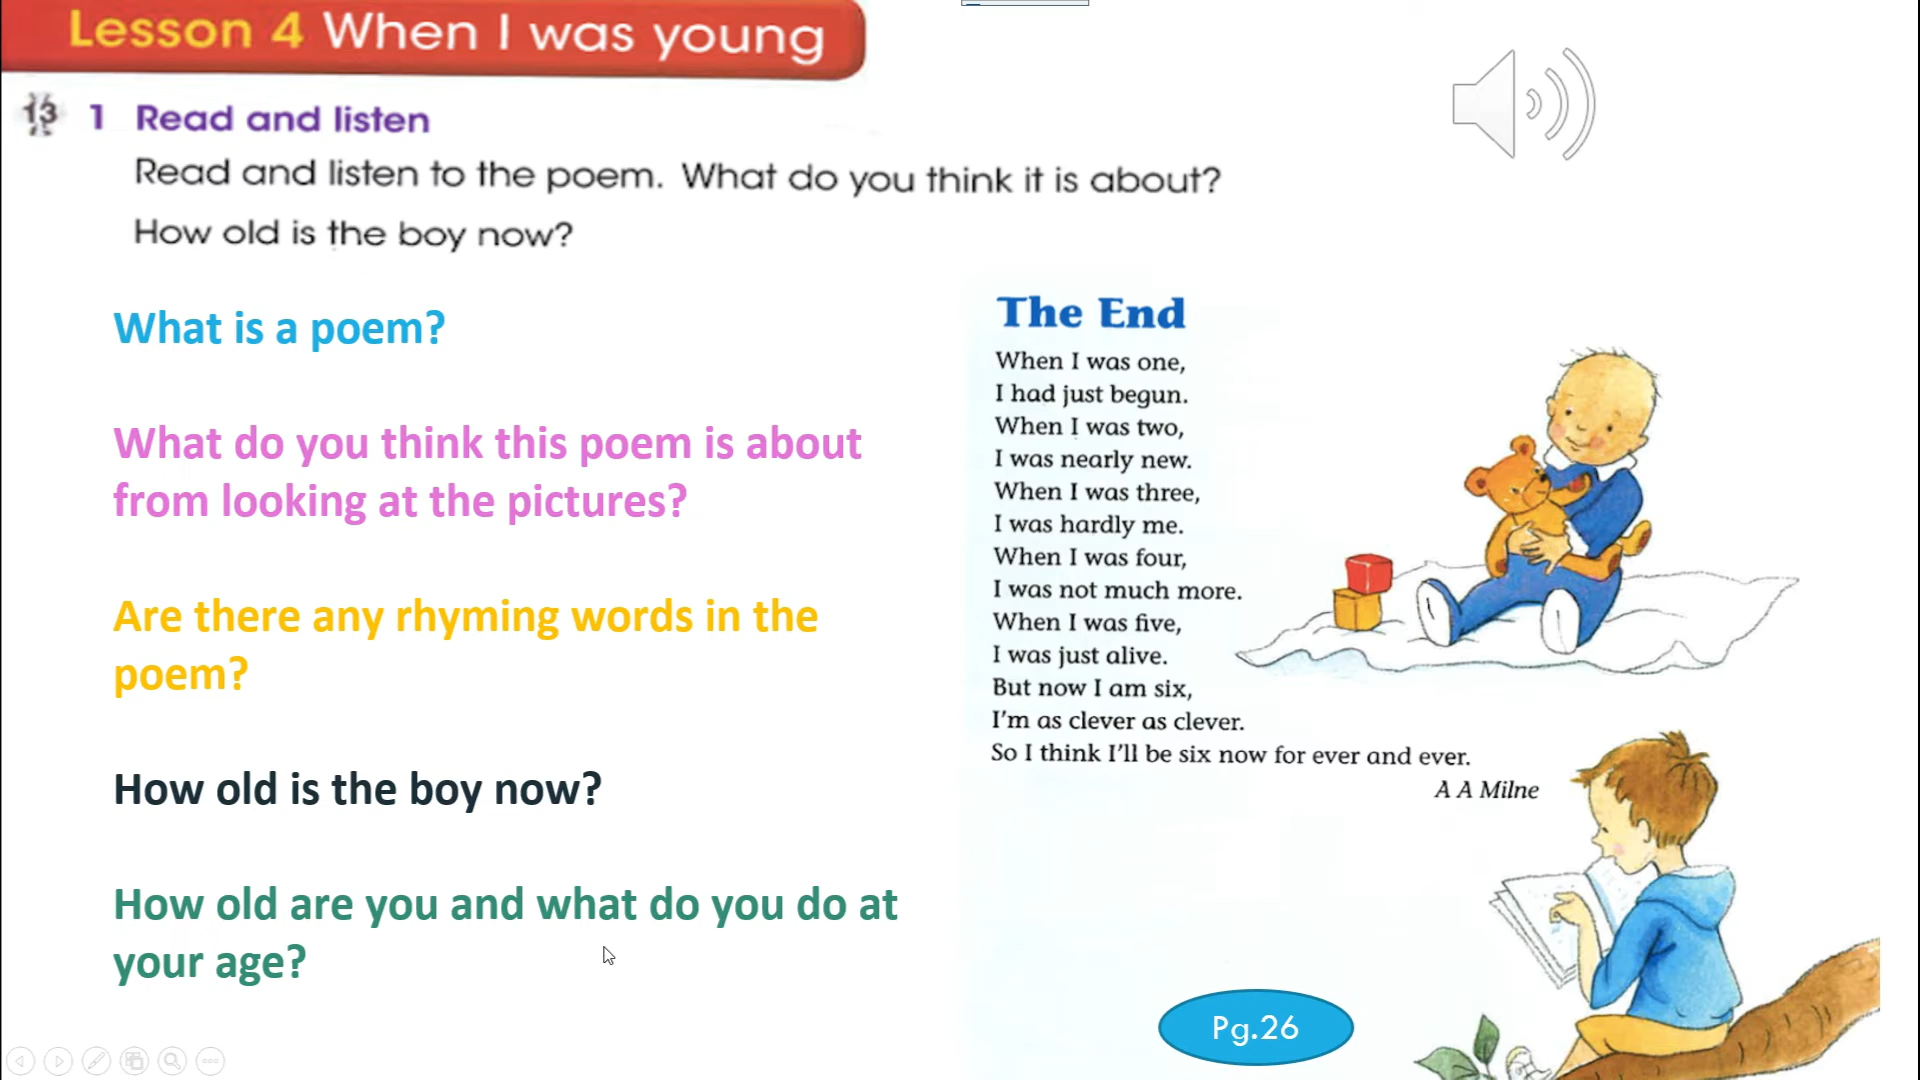 Lesson 4 When I was young
13 1 Read and listen
Read and listen to the poem. What do you think it is about?
How old is the boy now?
What is a poem?
What do you think this poem is about
from looking at the pictures?
Are there any rhyming words in the
poem?
How old is the boy now?
How old are you and what do you do at
your age?
The End
When I was one,
I had just begun.
When I was two,
I was nearly new.
When I was three,
I was hardly me.
When I was four,
I was not much more.
When I was five,
I was just alive.
But now I am six,
I'm as clever as clever.
So I think I'll be six now for ever and ever.
A A Milne
Pg.26